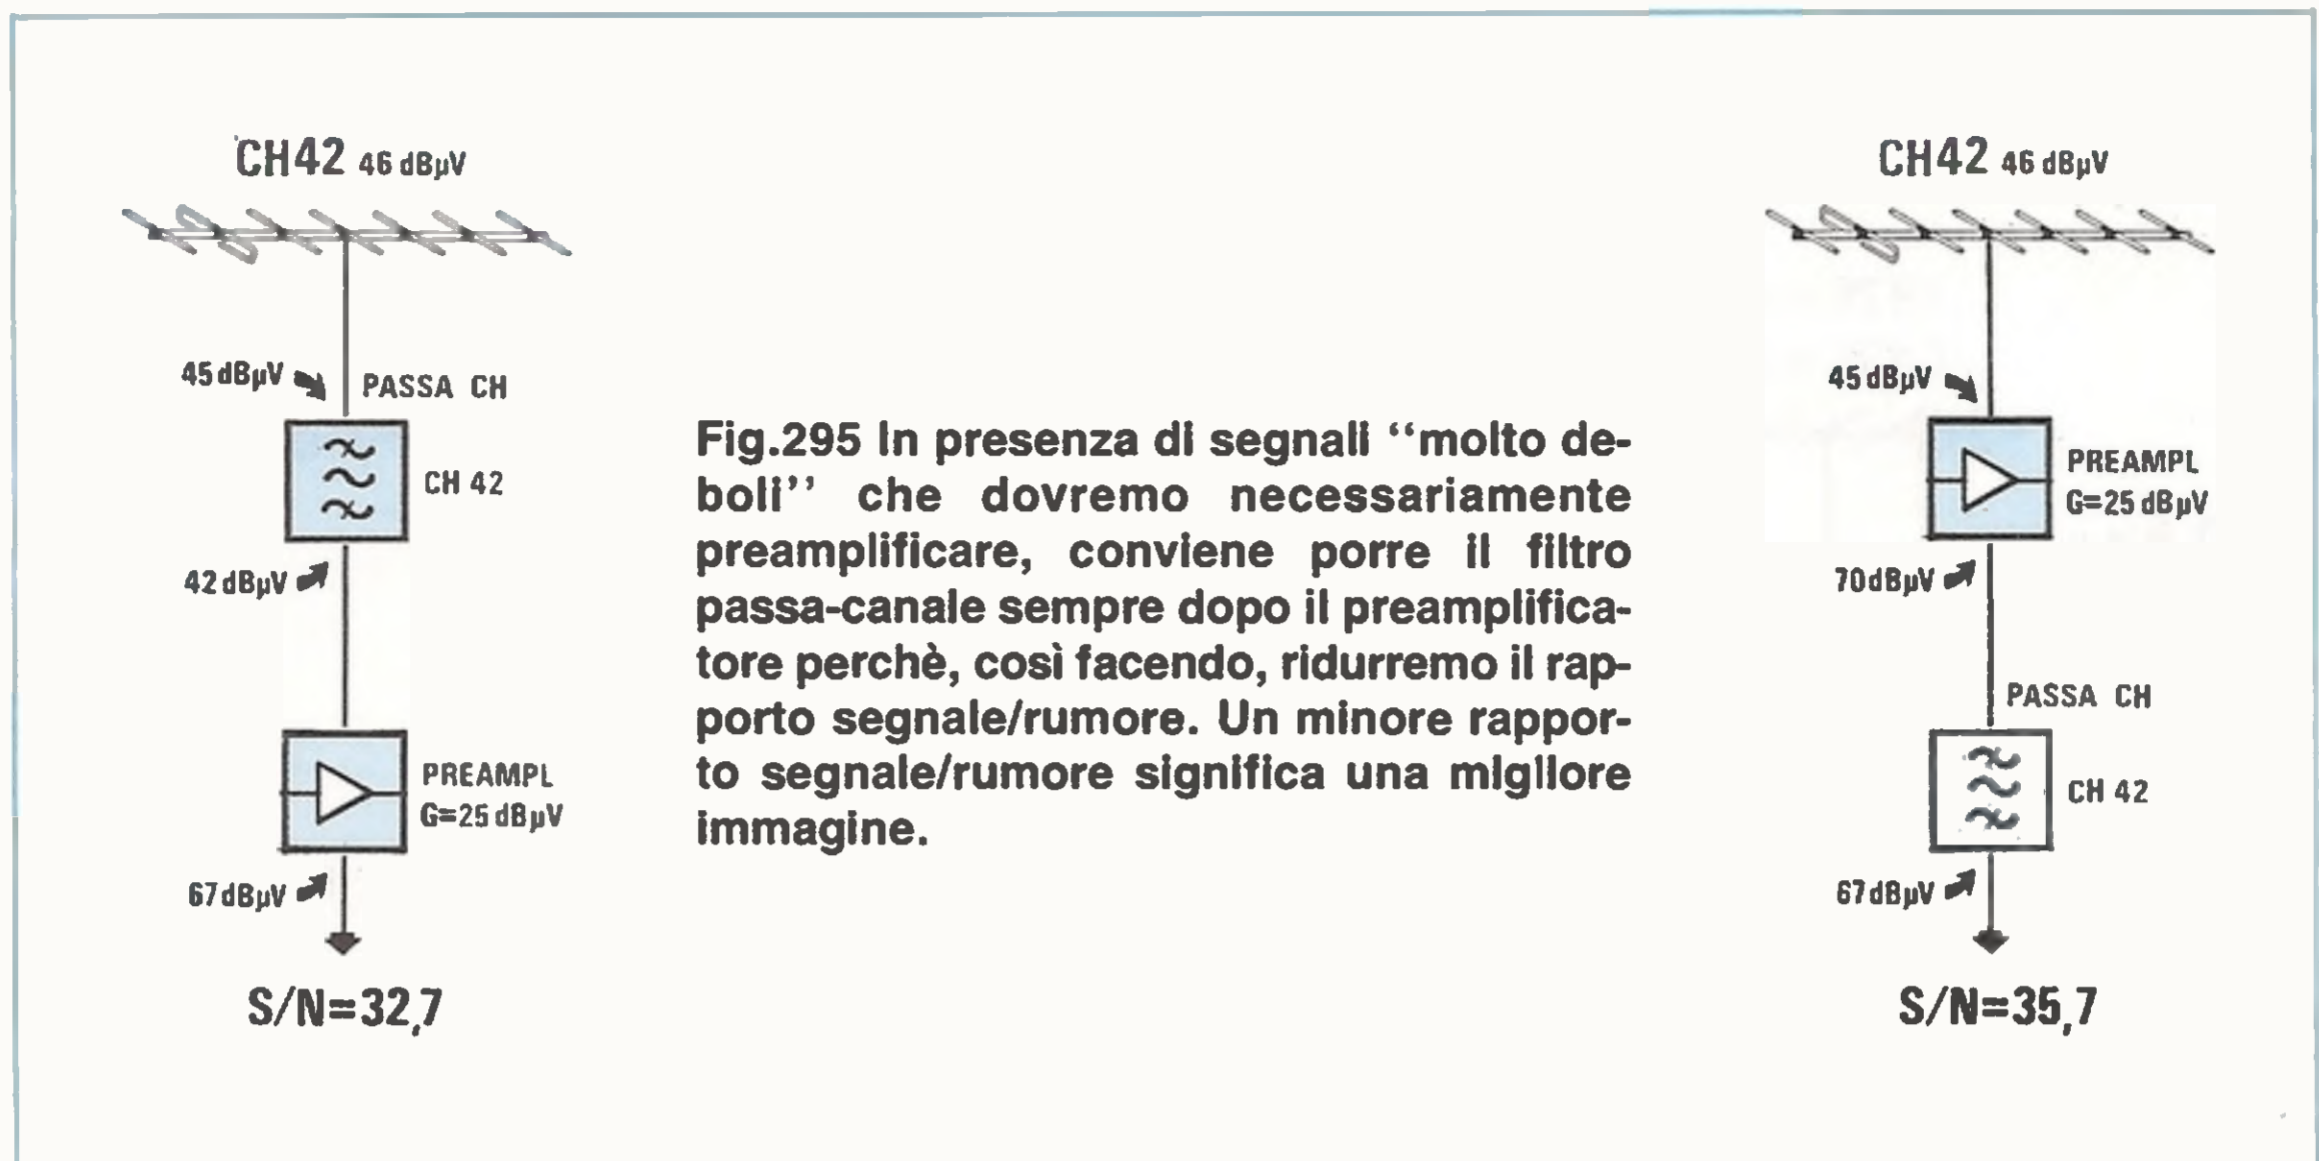 CH42 46 dBµV
45 dBµV
PASSA CH
CH 42
42 dBµV
PREAMPL
G=25 dBµV
67 dBµV
S/N=32,7
Fig.295 In presenza di segnali ‘‘molto de-
boli’’ che dovremo necessariamente
preamplificare, conviene porre il filtro
passa-canale sempre dopo il preamplifica-
tore perchè, così facendo, ridurremo il rap-
porto segnale/rumore. Un minore rappor-
to segnale/rumore significa una migliore
immagine.
CH42 46 dBµV
45 dBµV
PREAMPL
G=25 dBµV
70 dBµV
PASSA CH
CH 42
67 dBµV
S/N=35,7